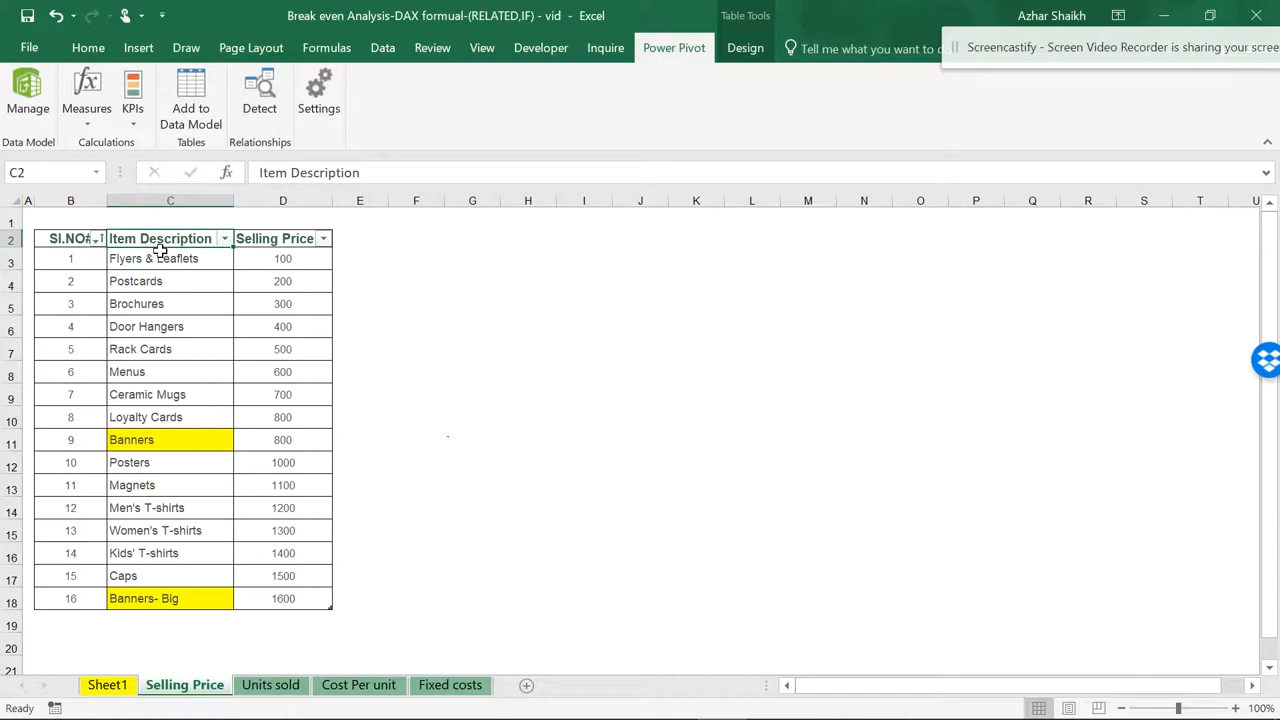 Break even Analysis-DAX formual-(RELATED,IF) - vid - Excel
Table Tools
Azhar Shaikh
File Home Insert Draw Page Layout Formulas Data Review View Developer Inquire Power Pivot Design Tell me what you want to
Screencastify - Screen Video Recorder is sharing your scree
Manage Measures KPIs Add to Data Model Detect Settings
Data Model Calculations Tables Relationships
C2 fx Item Description
A B C D E F G H I J K L M N O P Q R S T U
1
2 Sl.NO# Item Description Selling Price
3 1 Flyers & Leaflets 100
4 2 Postcards 200
5 3 Brochures 300
6 4 Door Hangers 400
7 5 Rack Cards 500
8 6 Menus 600
9 7 Ceramic Mugs 700
10 8 Loyalty Cards 800
11 9 Banners 800
12 10 Posters 1000
13 11 Magnets 1100
14 12 Men's T-shirts 1200
15 13 Women's T-shirts 1300
16 14 Kids' T-shirts 1400
17 15 Caps 1500
18 16 Banners- Big 1600
19
20
21
Sheet1 Selling Price Units sold Cost Per unit Fixed costs
Ready 100%